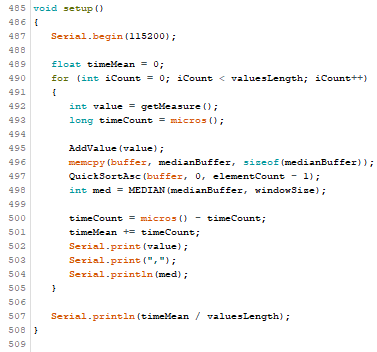 485 void setup()
486 {
487 Serial.begin(115200);
488
489 float timeMean = 0;
490 for (int iCount = 0; iCount < valuesLength; iCount++)
491 {
492 int value = getMeasure();
493 long timeCount = micros();
494
495 AddValue(value);
496 memcpy(buffer, medianBuffer, sizeof(medianBuffer));
497 QuickSortAsc(buffer, 0, elementCount - 1);
498 int med = MEDIAN(medianBuffer, windowSize);
499
500 timeCount = micros() - timeCount;
501 timeMean += timeCount;
502 Serial.print(value);
503 Serial.print(",");
504 Serial.println(med);
505 }
506
507 Serial.println(timeMean / valuesLength);
508 }
509